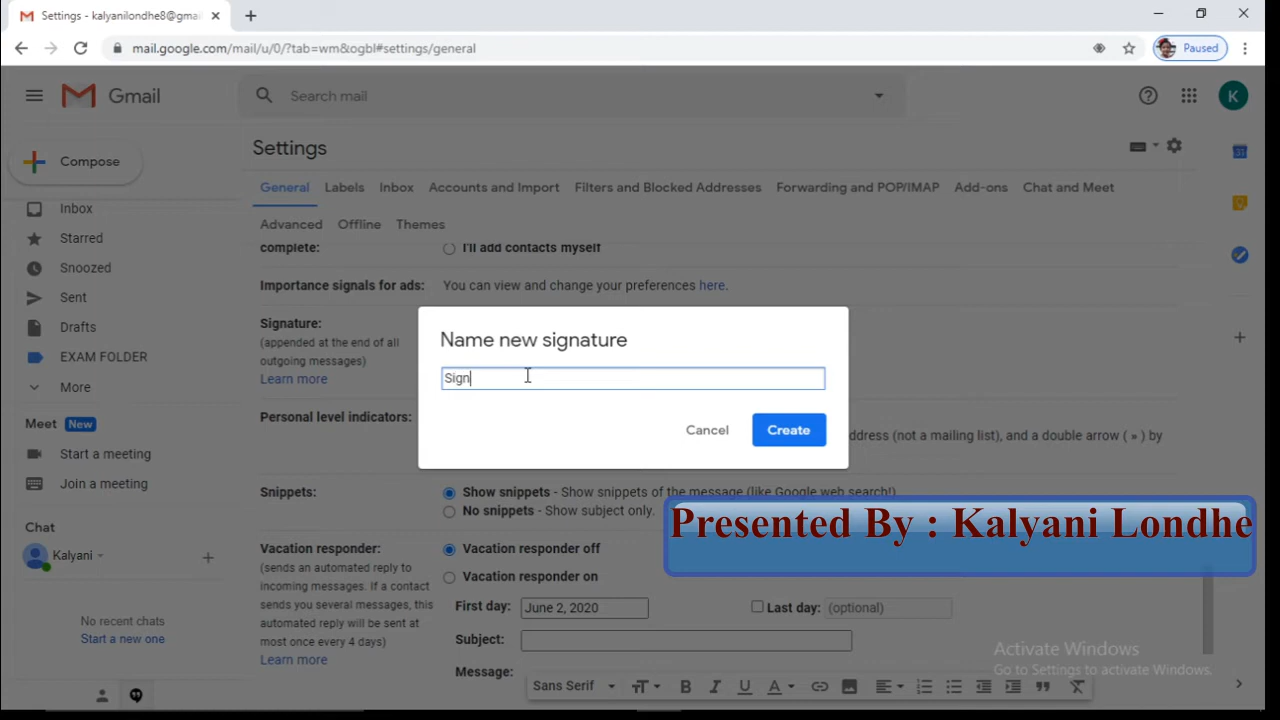 Settings - kalyanilondhe8@gmai
mail.google.com/mail/u/0/?tab=wm&ogbl#settings/general
Paused
Gmail
Search mail
K
Compose
Settings
General Labels Inbox Accounts and Import Filters and Blocked Addresses Forwarding and POP/IMAP Add-ons Chat and Meet
Advanced Offline Themes
Inbox
Starred
Snoozed
Sent
Drafts
EXAM FOLDER
More
Meet New
Start a meeting
Join a meeting
Chat
Kalyani
No recent chats
Start a new one
complete: I'll add contacts myself
Importance signals for ads: You can view and change your preferences here.
Signature:
(appended at the end of all
outgoing messages)
Learn more
Name new signature
Sign
Cancel Create
Personal level indicators:
address (not a mailing list), and a double arrow ( » ) by
Snippets: Show snippets - Show snippets of the message (like Google web search!)
No snippets - Show subject only.
Presented By : Kalyani Londhe
Vacation responder: Vacation responder off
(sends an automated reply to
incoming messages. If a contact
sends you several messages, this
automated reply will be sent at
most once every 4 days)
Learn more
Vacation responder on
First day: June 2, 2020 Last day: (optional)
Subject:
Message:
Sans Serif
Activate Windows
Go to Settings to activate Windows.